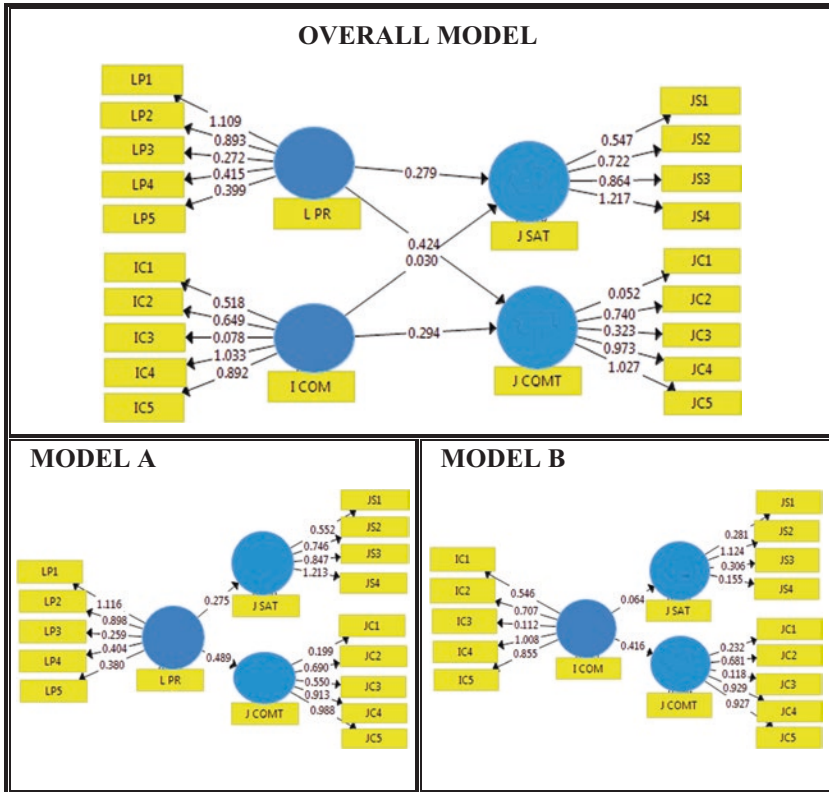 OVERALL MODEL
LP1
LP2
LP3
LP4
LP5
1.109
0.893
0.272
0.415
0.399
L PR
IC1
IC2
IC3
IC4
IC5
0.518
0.649
0.078
1.033
0.892
I COM
0.279
0.424
0.030
0.294
J SAT
0.547
0.722
0.864
1.217
JS1
JS2
JS3
JS4
J COMT
0.052
0.740
0.323
0.973
1.027
JC1
JC2
JC3
JC4
JC5
MODEL A
LP1
LP2
LP3
LP4
LP5
1.116
0.898
0.259
0.404
0.380
L PR
0.275
0.489
J SAT
0.552
0.746
0.847
1.213
JS1
JS2
JS3
JS4
J COMT
0.199
0.690
0.550
0.913
0.988
JC1
JC2
JC3
JC4
JC5
MODEL B
IC1
IC2
IC3
IC4
IC5
0.546
0.707
0.112
1.008
0.855
I COM
0.064
0.416
J SAT
0.281
1.124
0.306
0.155
JS1
JS2
JS3
JS4
J COMT
0.232
0.681
0.118
0.929
0.927
JC1
JC2
JC3
JC4
JC5